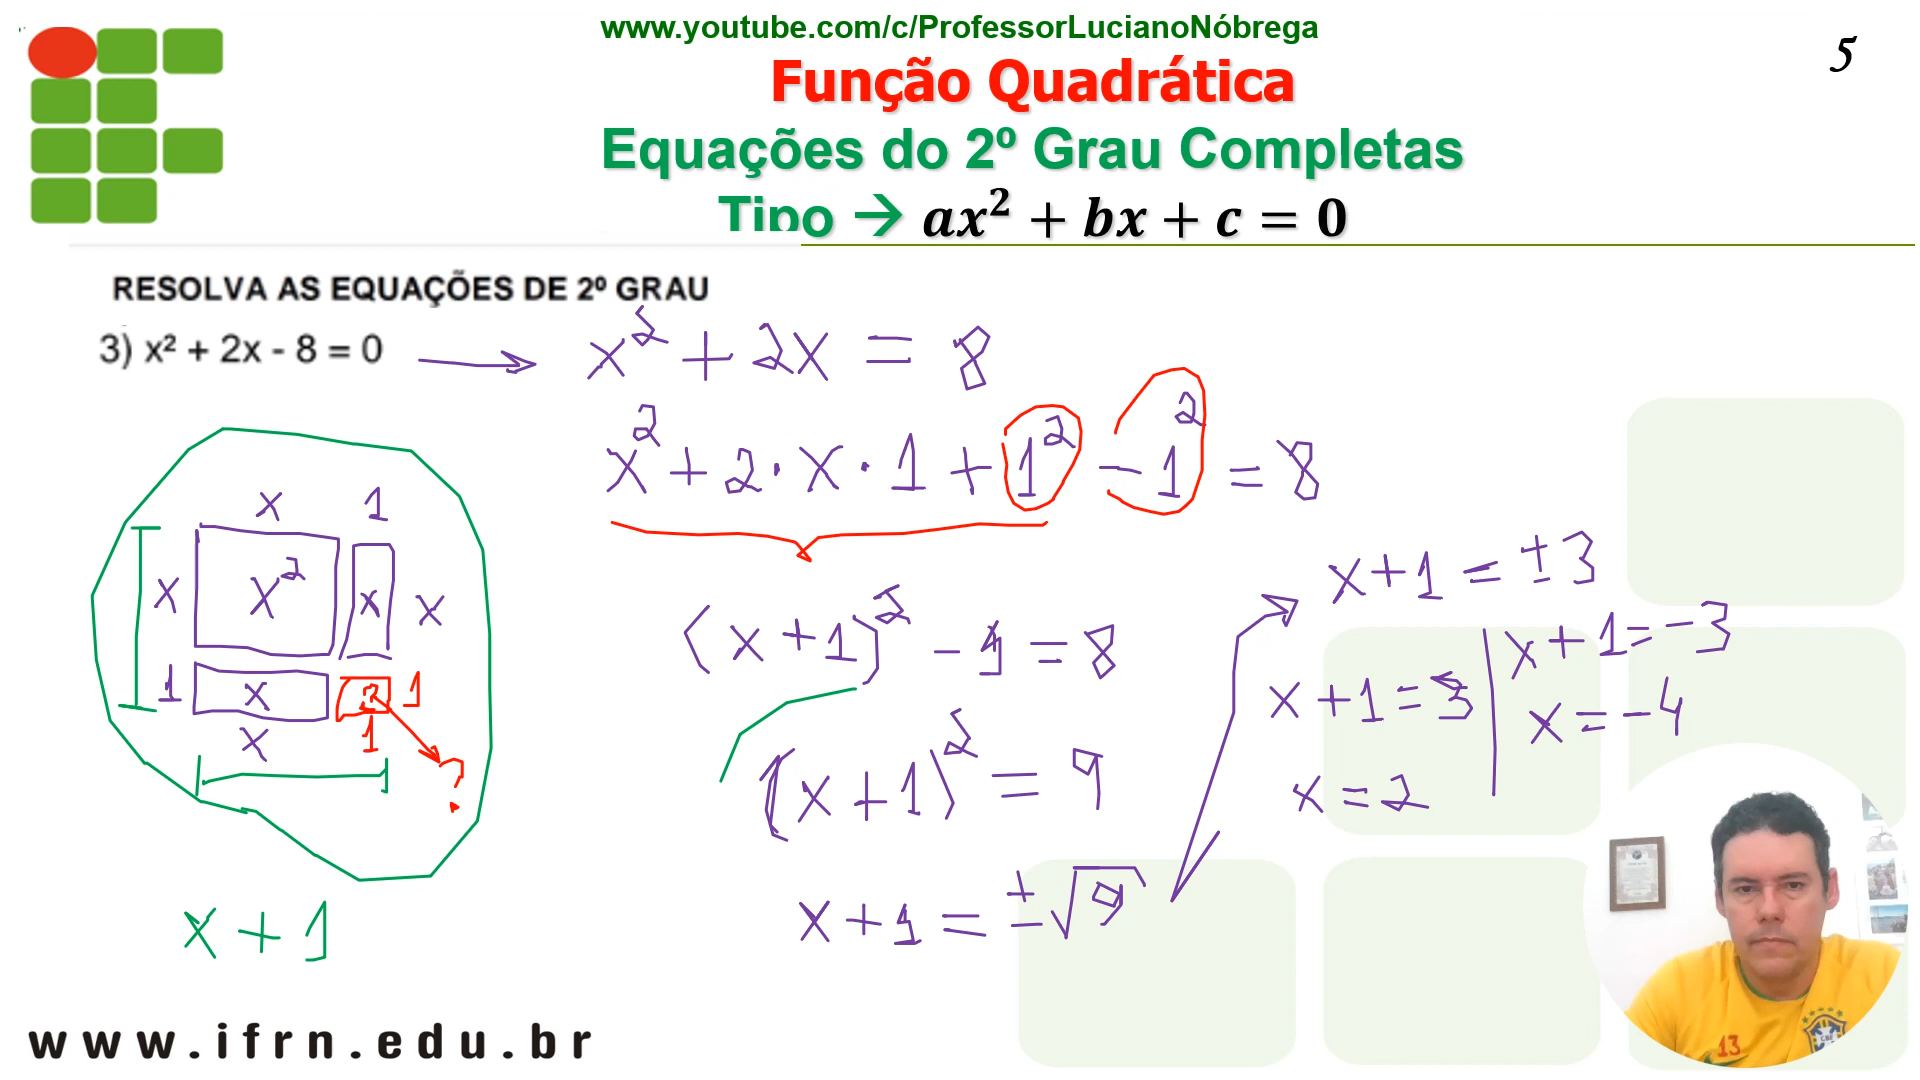 www.youtube.com/c/ProfessorLucianoNóbrega
5
Função Quadrática
Equações do 2º Grau Completas
Tipo → ax² + bx + c = 0
RESOLVA AS EQUAÇÕES DE 2º GRAU
3) x² + 2x - 8 = 0
x² + 2x = 8
x² + 2 · x · 1 + 1² - 1² = 8
x 1
x x² x x
1 x ? 1
x 1
?
x + 1
(x + 1)² - 1 = 8
(x + 1)² = 9
x + 1 = ±√9
x + 1 = ±3
x + 1 = 3
x = 2
x + 1 = -3
x = -4
13
CBF
www.ifrn.edu.br